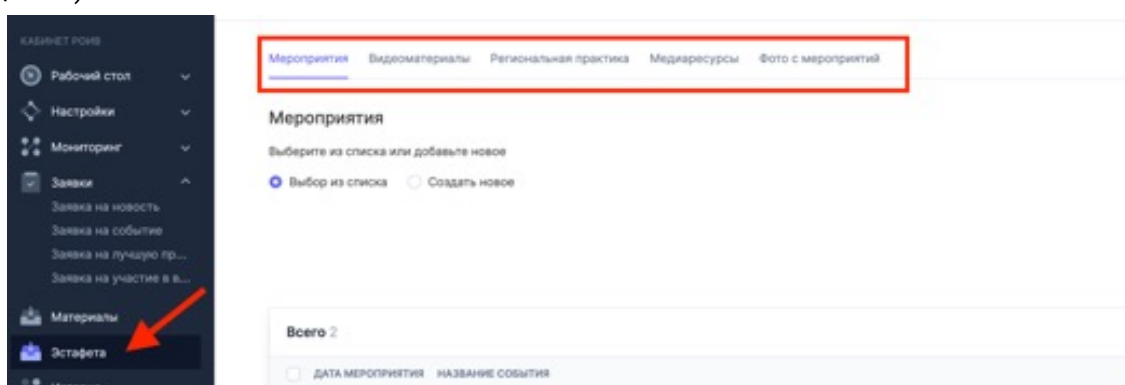 КАБИНЕТ РОИВ
Рабочий стол
Настройки
Мониторинг
Заявки
Заявка на новость
Заявка на событие
Заявка на лучшую пр...
Заявка на участие в в...
Материалы
Эстафета
Мероприятия Видеоматериалы Региональная практика Медиаресурсы Фото с мероприятий
Мероприятия
Выберите из списка или добавьте новое
Выбор из списка Создать новое
Всего 2
ДАТА МЕРОПРИЯТИЯ НАЗВАНИЕ СОБЫТИЯ